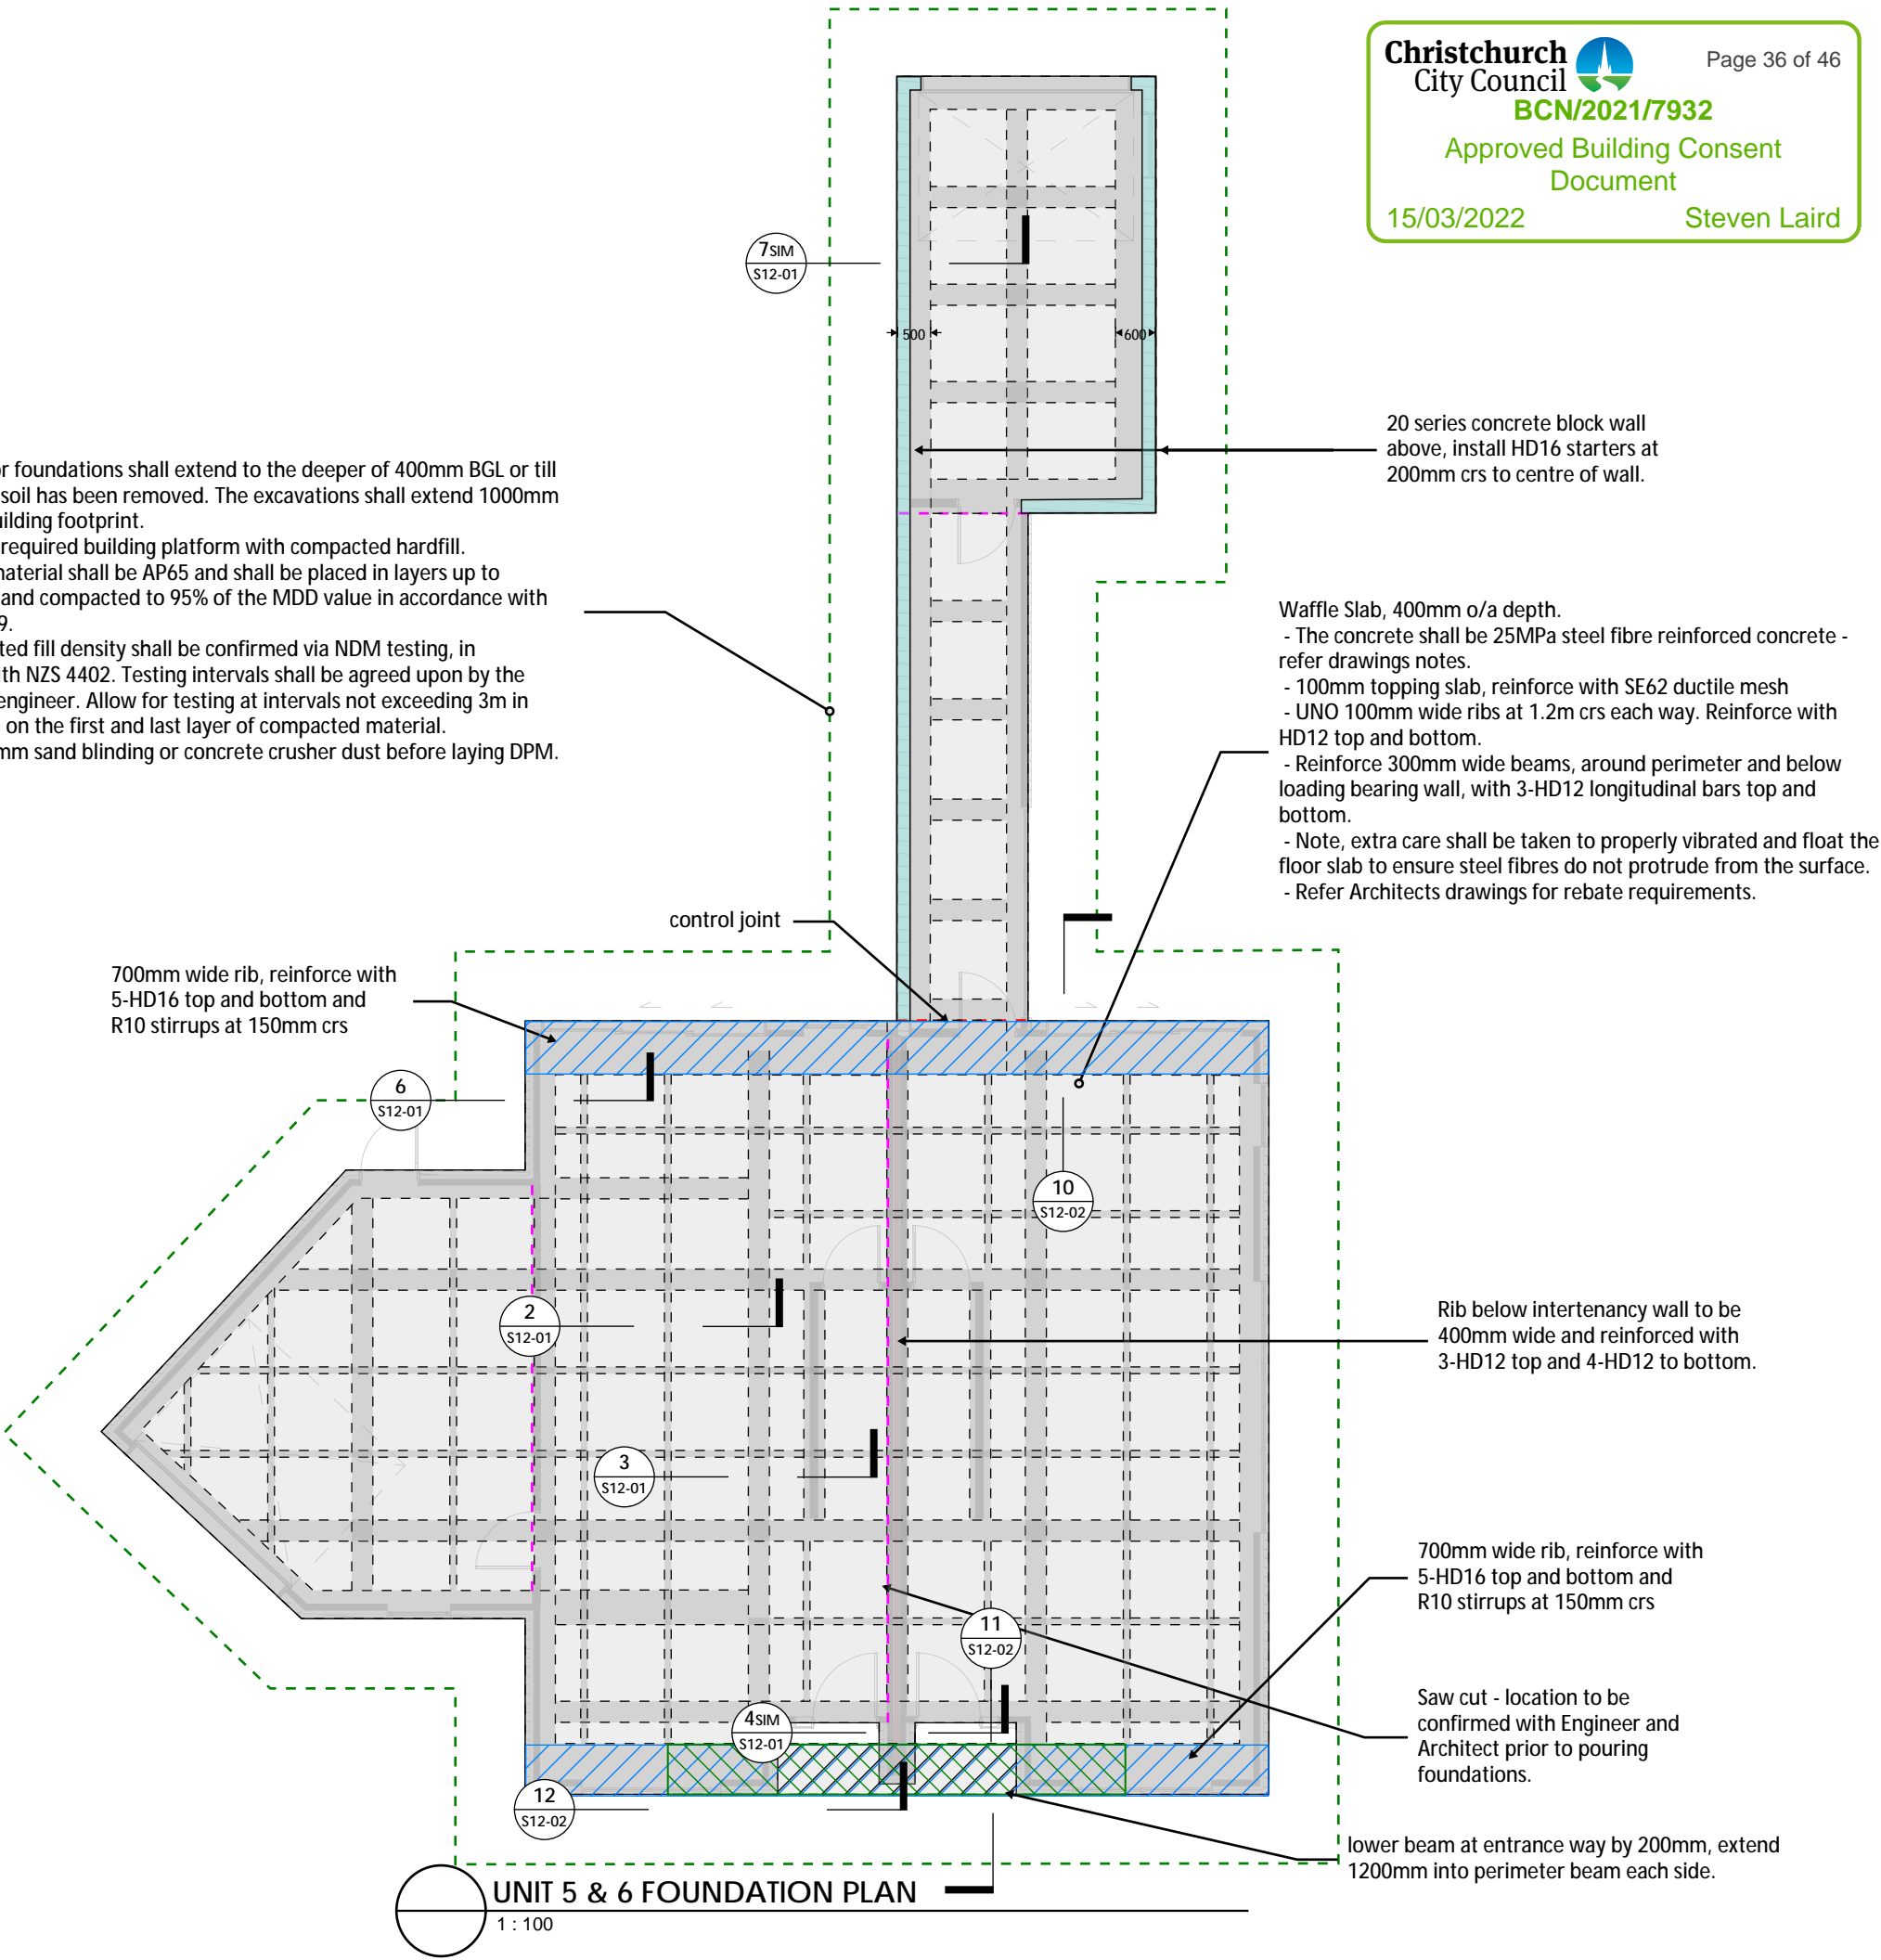 Christchurch
City Council
Page 36 of 46
BCN/2021/7932
Approved Building Consent
Document
15/03/2022
Steven Laird
7 SIM
S12-01
500
600
20 series concrete block wall
above, install HD16 starters at
200mm crs to centre of wall.
or foundations shall extend to the deeper of 400mm BGL or till
soil has been removed. The excavations shall extend 1000mm
uilding footprint.
required building platform with compacted hardfill.
naterial shall be AP65 and shall be placed in layers up to
and compacted to 95% of the MDD value in accordance with
9.
ted fill density shall be confirmed via NDM testing, in
ith NZS 4402. Testing intervals shall be agreed upon by the
engineer. Allow for testing at intervals not exceeding 3m in
on the first and last layer of compacted material.
mm sand blinding or concrete crusher dust before laying DPM.
Waffle Slab, 400mm o/a depth.
- The concrete shall be 25MPa steel fibre reinforced concrete -
refer drawings notes.
- 100mm topping slab, reinforce with SE62 ductile mesh
- UNO 100mm wide ribs at 1.2m crs each way. Reinforce with
HD12 top and bottom.
- Reinforce 300mm wide beams, around perimeter and below
loading bearing wall, with 3-HD12 longitudinal bars top and
bottom.
- Note, extra care shall be taken to properly vibrated and float the
floor slab to ensure steel fibres do not protrude from the surface.
- Refer Architects drawings for rebate requirements.
control joint
700mm wide rib, reinforce with
5-HD16 top and bottom and
R10 stirrups at 150mm crs
6
S12-01
10
S12-02
2
S12-01
Rib below intertenancy wall to be
400mm wide and reinforced with
3-HD12 top and 4-HD12 to bottom.
3
S12-01
700mm wide rib, reinforce with
5-HD16 top and bottom and
R10 stirrups at 150mm crs
11
S12-02
Saw cut - location to be
confirmed with Engineer and
Architect prior to pouring
foundations.
4 SIM
S12-01
12
S12-02
lower beam at entrance way by 200mm, extend
1200mm into perimeter beam each side.
UNIT 5 & 6 FOUNDATION PLAN
1 : 100